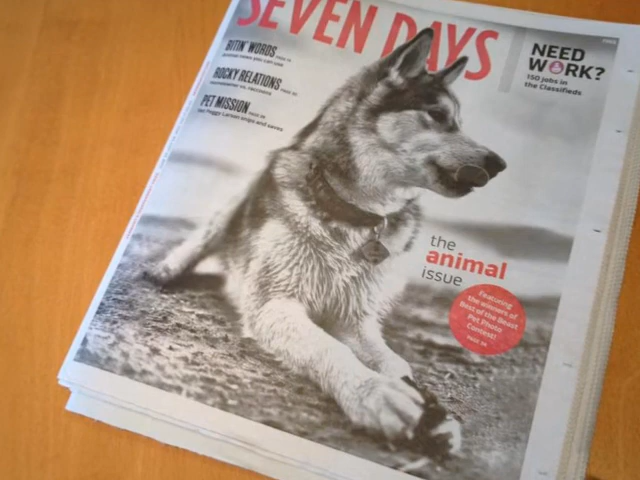 SEVEN DAYS
BITIN' WORDS
ROCKY RELATIONS
PET MISSION
NEED
WORK?
150 jobs in
the Classifieds
the
animal
issue
Featuring
the winners of
Best of the Beast
Pet Photo
Contest!